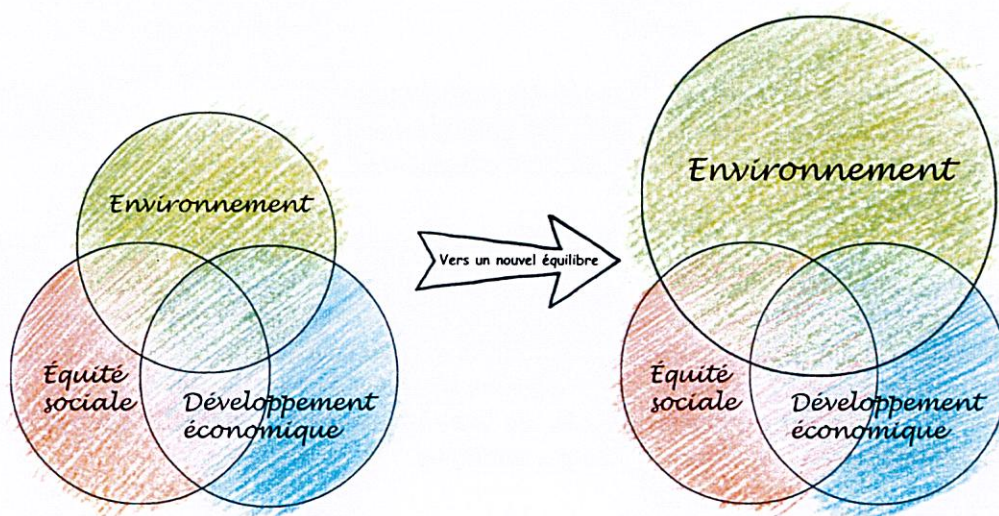 Environnement
Équité
sociale
Développement
économique
Vers un nouvel équilibre
Environnement
Équité
sociale
Développement
économique